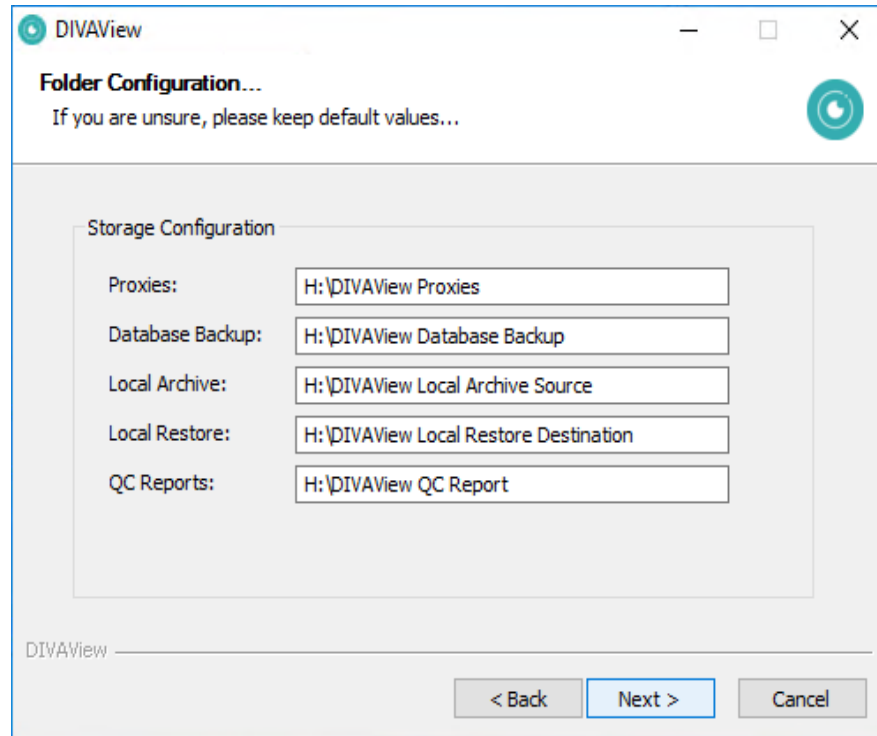 DIVAView
Folder Configuration...
If you are unsure, please keep default values...
Storage Configuration
Proxies: H:\DIVAView Proxies
Database Backup: H:\DIVAView Database Backup
Local Archive: H:\DIVAView Local Archive Source
Local Restore: H:\DIVAView Local Restore Destination
QC Reports: H:\DIVAView QC Report
DIVAView
< Back Next > Cancel